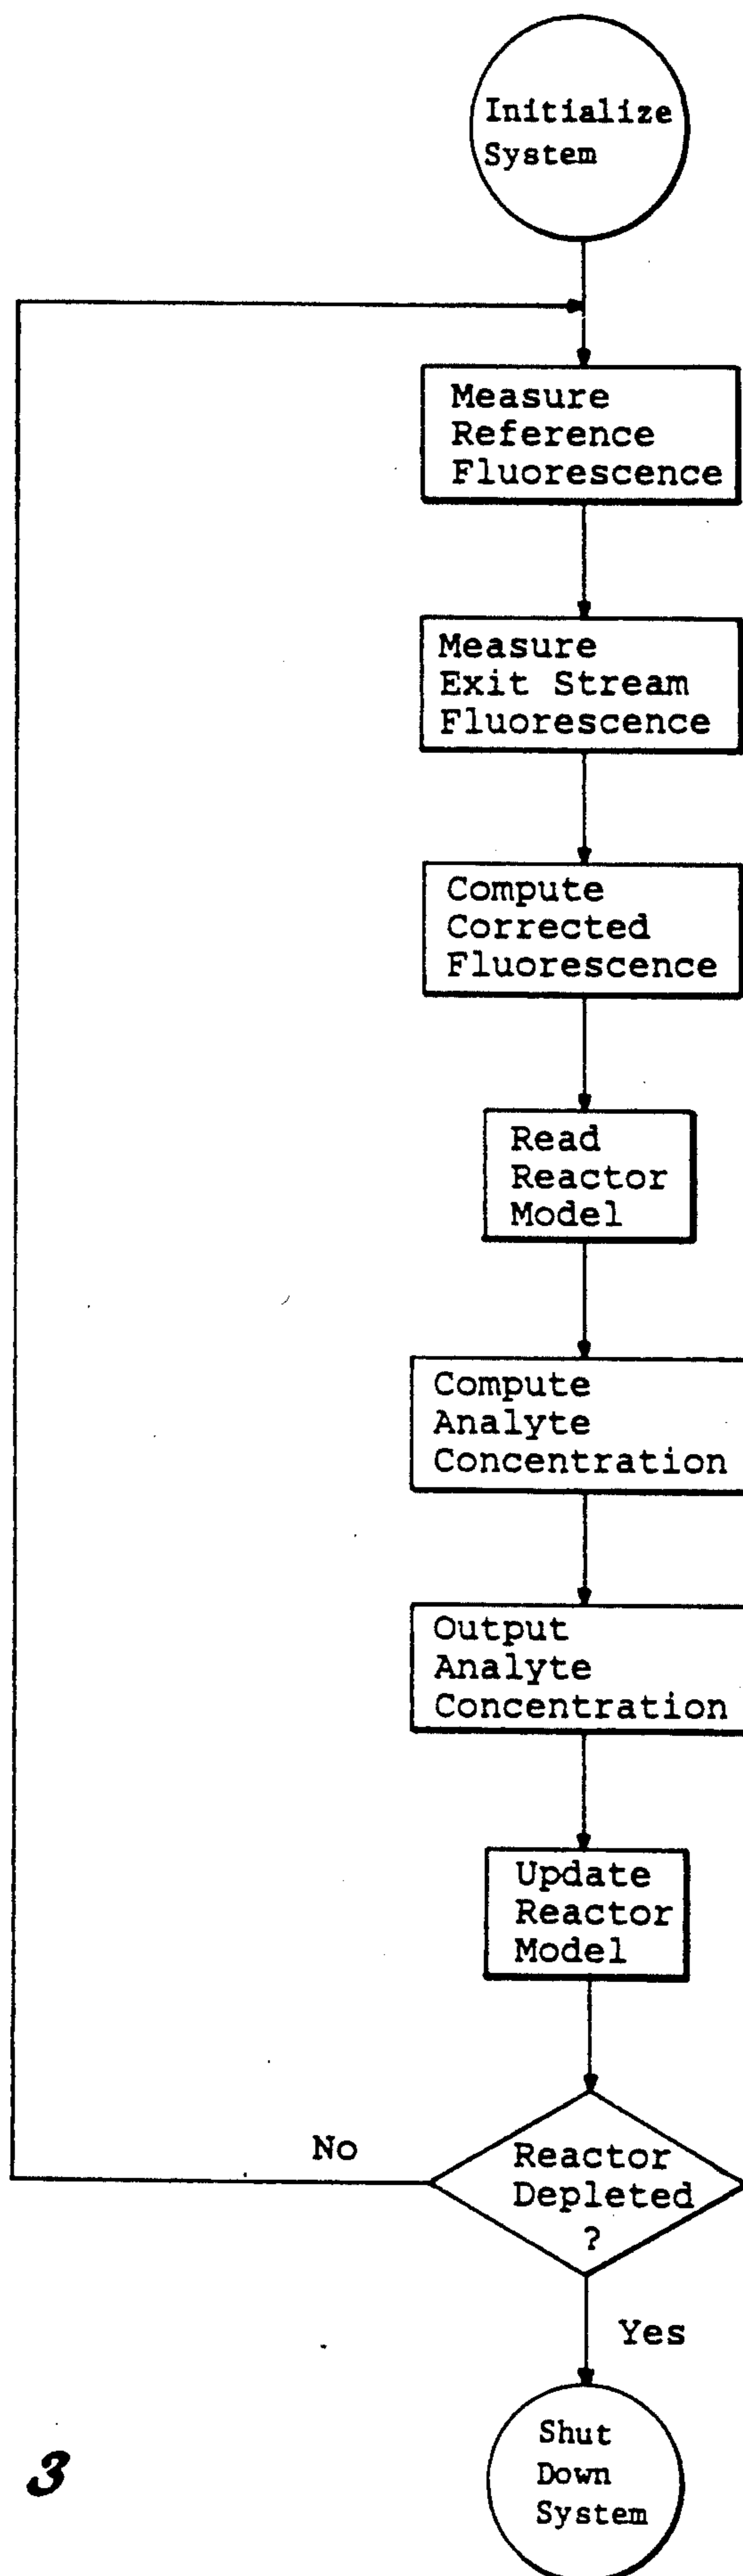 Initialize
System
Measure
Reference
Fluorescence
Measure
Exit Stream
Fluorescence
Compute
Corrected
Fluorescence
Read
Reactor
Model
Compute
Analyte
Concentration
Output
Analyte
Concentration
Update
Reactor
Model
No
Reactor
Depleted
?
Yes
Shut
Down
System
3